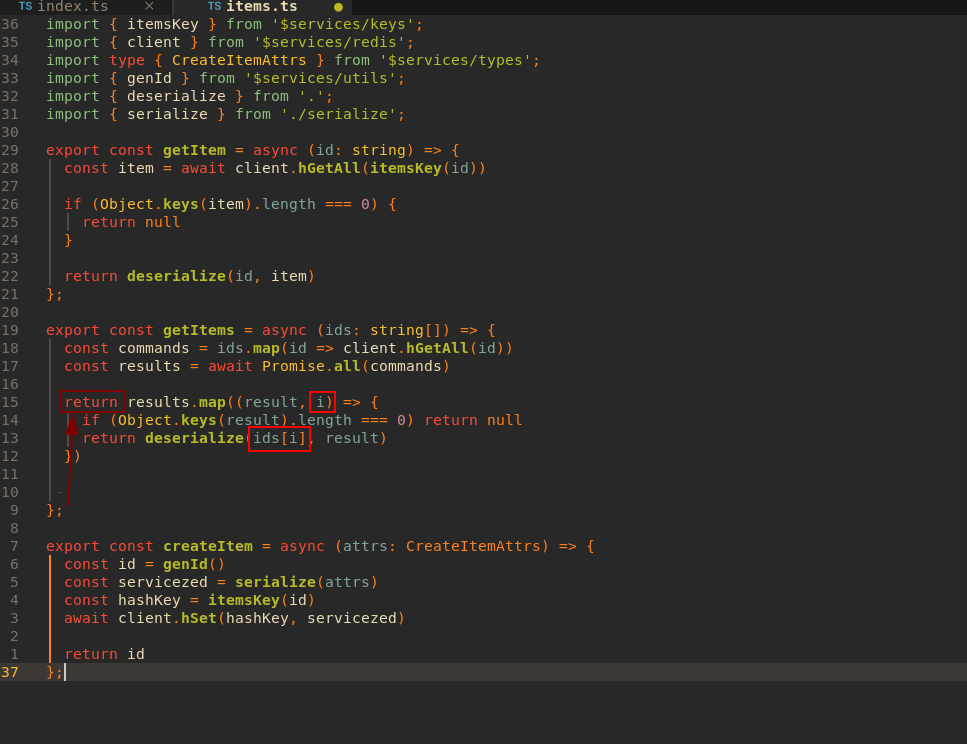 TS index.ts × TS items.ts ●
36 import { itemsKey } from '$services/keys';
35 import { client } from '$services/redis';
34 import type { CreateItemAttrs } from '$services/types';
33 import { genId } from '$services/utils';
32 import { deserialize } from '.';
31 import { serialize } from './serialize';
30
29 export const getItem = async (id: string) => {
28 const item = await client.hGetAll(itemsKey(id))
27
26 if (Object.keys(item).length === 0) {
25 return null
24 }
23
22 return deserialize(id, item)
21 };
20
19 export const getItems = async (ids: string[]) => {
18 const commands = ids.map(id => client.hGetAll(id))
17 const results = await Promise.all(commands)
16
15 return results.map((result, i) => {
14 if (Object.keys(result).length === 0) return null
13 return deserialize(ids[i], result)
12 })
11
10 -
9 };
8
7 export const createItem = async (attrs: CreateItemAttrs) => {
6 const id = genId()
5 const servicezed = serialize(attrs)
4 const hashKey = itemsKey(id)
3 await client.hSet(hashKey, servicezed)
2
1 return id
37 };